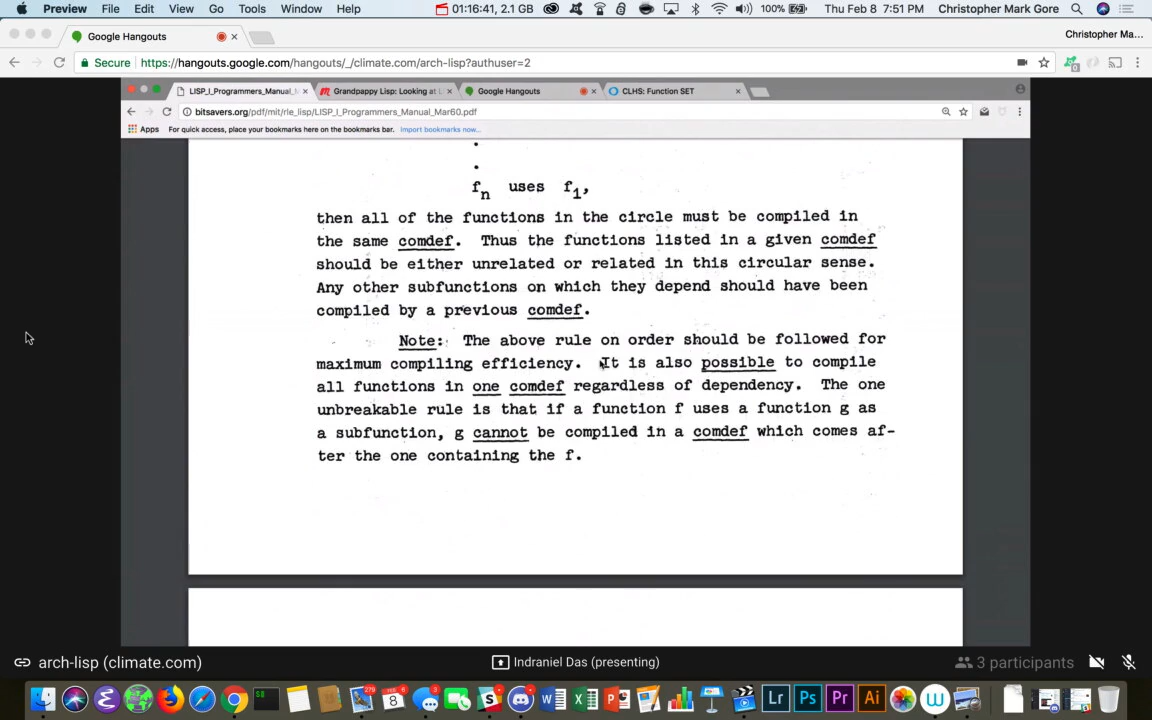 Preview File Edit View Go Tools Window Help 01:16:41, 2.1 GB 100% Thu Feb 8 7:51 PM Christopher Mark Gore
Google Hangouts Christopher Ma...
Secure https://hangouts.google.com/hangouts/_/climate.com/arch-lisp?authuser=2
LISP_I_Programmers_Manual_M Grandpappy Lisp: Looking at L Google Hangouts CLHS: Function SET
bitsavers.org/pdf/mit/rle_lisp/LISP_I_Programmers_Manual_Mar60.pdf
Apps For quick access, place your bookmarks here on the bookmarks bar. Import bookmarks now...
.
.
fn uses f1,
then all of the functions in the circle must be compiled in
the same comdef. Thus the functions listed in a given comdef
should be either unrelated or related in this circular sense.
Any other subfunctions on which they depend should have been
compiled by a previous comdef.
Note: The above rule on order should be followed for
maximum compiling efficiency. It is also possible to compile
all functions in one comdef regardless of dependency. The one
unbreakable rule is that if a function f uses a function g as
a subfunction, g cannot be compiled in a comdef which comes af-
ter the one containing the f.
arch-lisp (climate.com) Indraniel Das (presenting) 3 participants
279 8 3 Lr Ps Pr Ai